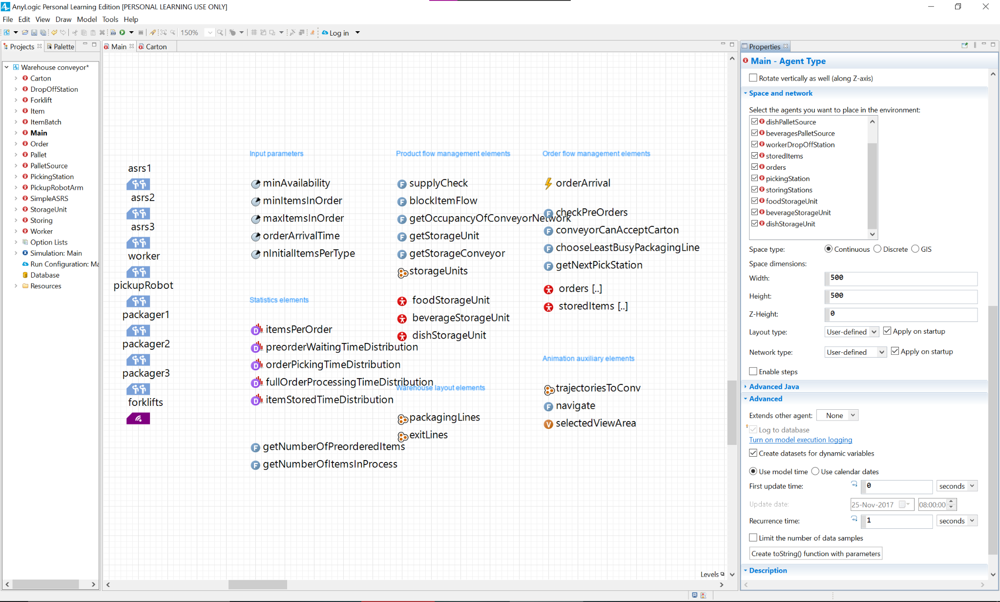 AnyLogic Personal Learning Edition [PERSONAL LEARNING USE ONLY]
File Edit View Draw Model Tools Help
150% Log in
Projects Palette
Warehouse conveyor*
Carton
DropOffStation
Forklift
Item
ItemBatch
Main
Order
Pallet
PalletSource
PickingStation
PickupRobotArm
SimpleASRS
StorageUnit
Storing
Worker
Option Lists
Simulation: Main
Run Configuration: Ma
Database
Resources
Main Carton
asrs1
asrs2
asrs3
worker
pickupRobot
packager1
packager2
packager3
forklifts
Input parameters
minAvailability
minItemsInOrder
maxItemsInOrder
orderArrivalTime
nInitialItemsPerType
Statistics elements
itemsPerOrder
preorderWaitingTimeDistribution
orderPickingTimeDistribution
fullOrderProcessingTimeDistribution
itemStoredTimeDistribution
getNumberOfPreorderedItems
getNumberOfItemsInProcess
Product flow management elements
supplyCheck
blockItemFlow
getOccupancyOfConveyorNetwork
getStorageUnit
getStorageConveyor
storageUnits
foodStorageUnit
beverageStorageUnit
dishStorageUnit
Warehouse layout elements
packagingLines
exitLines
Order flow management elements
orderArrival
checkPreOrders
conveyorCanAcceptCarton
chooseLeastBusyPackagingLine
getNextPickStation
orders [..]
storedItems [..]
Animation auxiliary elements
trajectoriesToConv
navigate
selectedViewArea
Levels
Properties
Main - Agent Type
Rotate vertically as well (along Z-axis)
Space and network
Select the agents you want to place in the environment:
dishPalletSource
beveragesPalletSource
workerDropOffStation
storedItems
orders
pickingStation
storingStations
foodStorageUnit
beverageStorageUnit
dishStorageUnit
Space type: Continuous Discrete GIS
Space dimensions:
Width: 500
Height: 500
Z-Height: 0
Layout type: User-defined Apply on startup
Network type: User-defined Apply on startup
Enable steps
Advanced Java
Advanced
Extends other agent: None
Log to database
Turn on model execution logging
Create datasets for dynamic variables
Use model time Use calendar dates
First update time: 0 seconds
Update date: 25-Nov-2017 08:00:00
Recurrence time: 1 seconds
Limit the number of data samples
Create toString() function with parameters
Description